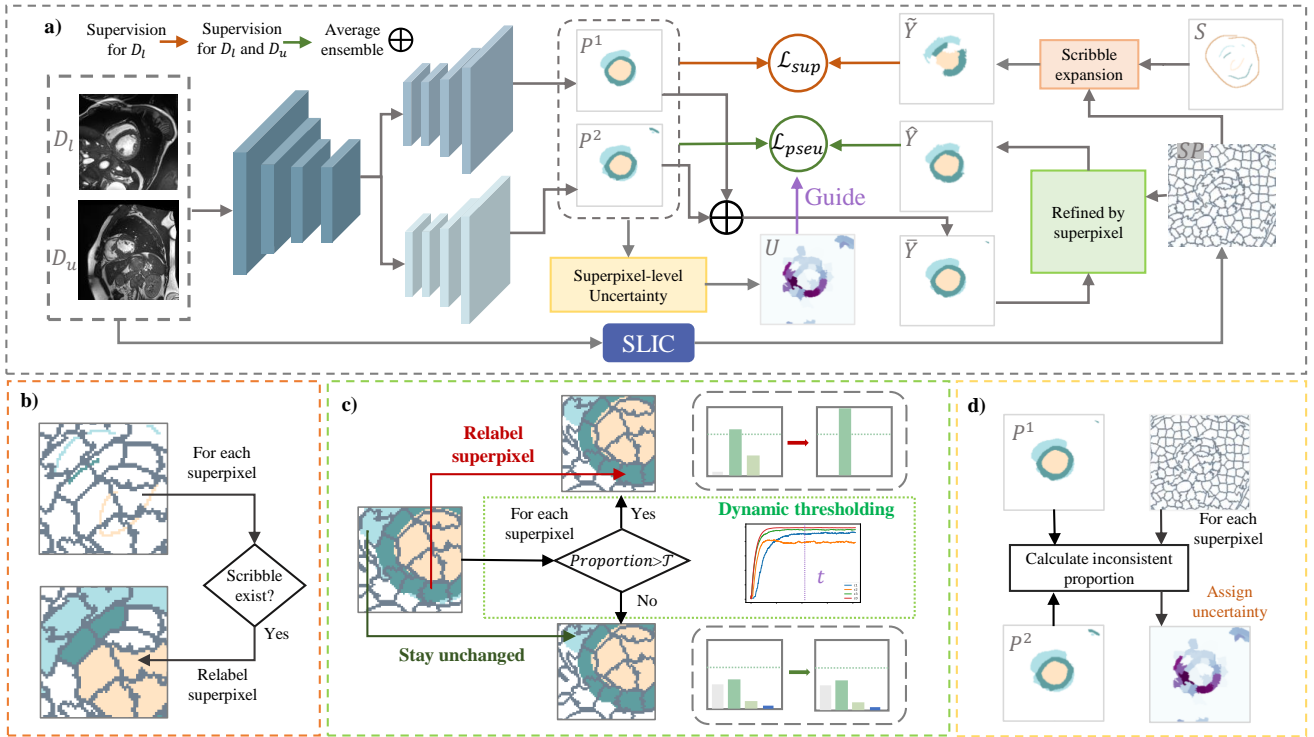 a)
Supervision
for D_l
Supervision
for D_l and D_u
Average
ensemble
D_l
D_u
P^1
P^2
ℒ_sup
ℒ_pseu
Guide
Ỹ
Ŷ
Ȳ
U
Scribble
expansion
S
SP
Refined by
superpixel
Superpixel-level
Uncertainty
SLIC
b)
For each
superpixel
Scribble
exist?
Yes
Relabel
superpixel
c)
Relabel
superpixel
For each
superpixel
Yes
Proportion>𝒯
No
Stay unchanged
Dynamic thresholding
t
d)
P^1
For each
superpixel
Calculate inconsistent
proportion
Assign
uncertainty
P^2